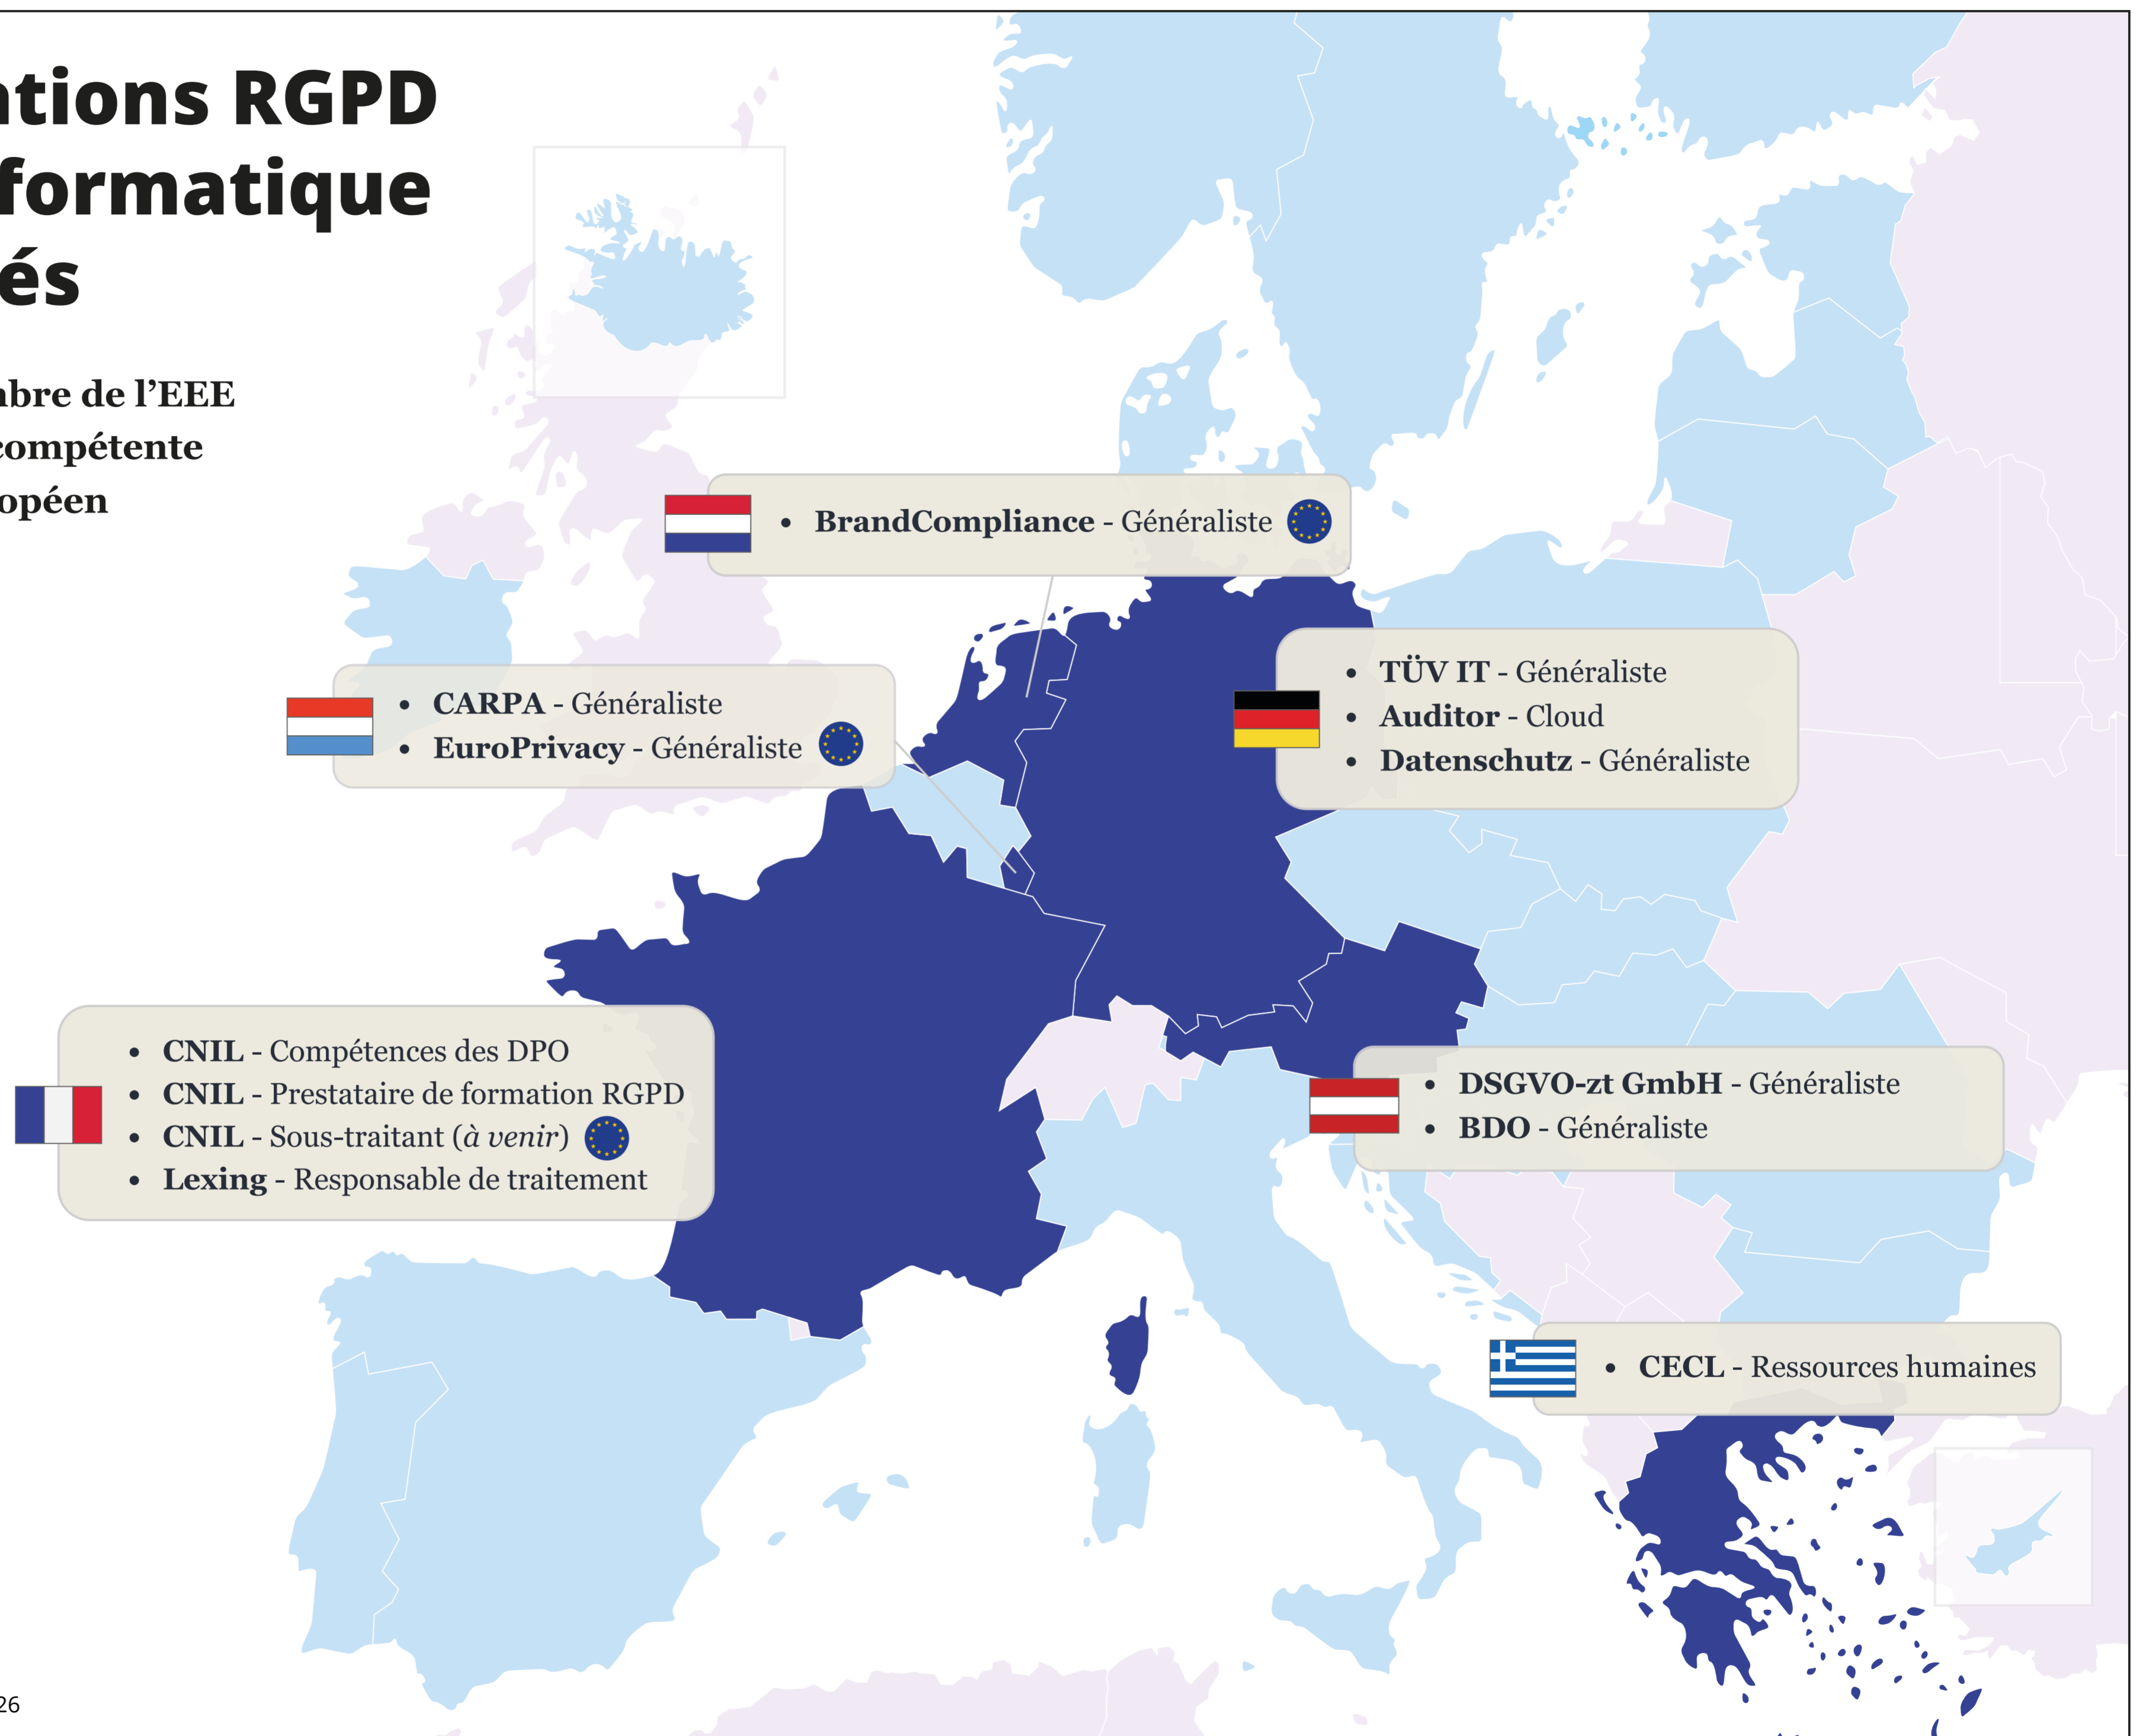 ations RGPD
formatique
és
mbre de l’EEE
compétente
opéen
• BrandCompliance - Généraliste
• CARPA - Généraliste
• EuroPrivacy - Généraliste
• TÜV IT - Généraliste
• Auditor - Cloud
• Datenschutz - Généraliste
• CNIL - Compétences des DPO
• CNIL - Prestataire de formation RGPD
• CNIL - Sous-traitant (à venir)
• Lexing - Responsable de traitement
• DSGVO-zt GmbH - Généraliste
• BDO - Généraliste
• CECL - Ressources humaines
26